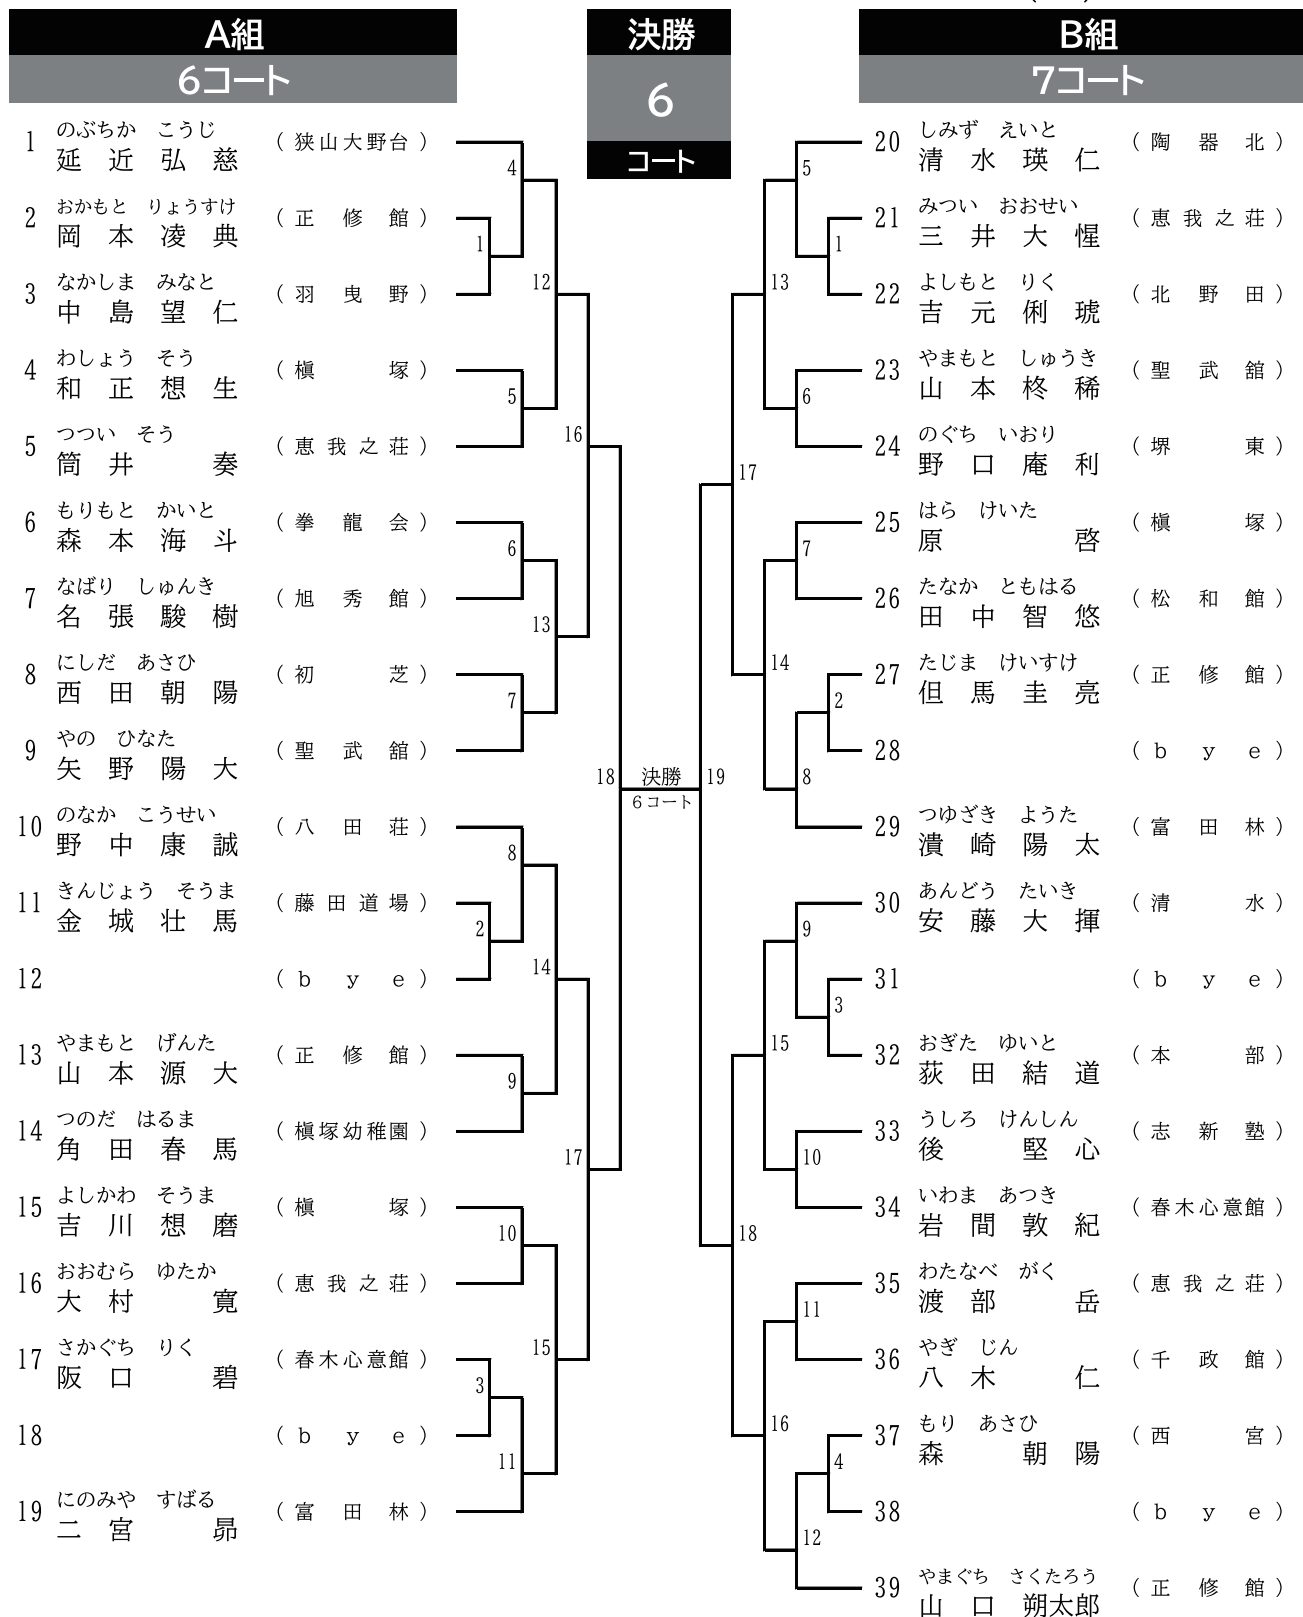 A組
6コート
決勝
6
コート
B組
7コート
のぶちか こうじ
1 延近弘慈 (狭山大野台)
おかもと りょうすけ
2 岡本凌典 (正修館)
なかしま みなと
3 中島望仁 (羽曳野)
わしょう そう
4 和正想生 (槇塚)
つつい そう
5 筒井奏 (恵我之荘)
もりもと かいと
6 森本海斗 (拳龍会)
なばり しゅんき
7 名張駿樹 (旭秀館)
にしだ あさひ
8 西田朝陽 (初芝)
やの ひなた
9 矢野陽大 (聖武舘)
のなか こうせい
10 野中康誠 (八田荘)
きんじょう そうま
11 金城壮馬 (藤田道場)
12 (bye)
やまもと げんた
13 山本源大 (正修館)
つのだ はるま
14 角田春馬 (槇塚幼稚園)
よしかわ そうま
15 吉川想磨 (槇塚)
おおむら ゆたか
16 大村寛 (恵我之荘)
さかぐち りく
17 阪口碧 (春木心意館)
18 (bye)
にのみや すばる
19 二宮昴 (富田林)
4
1
12
5
16
6
13
7
18
8
2
14
9
17
10
15
3
11
決勝
6コート
5
1
13
6
17
7
14
2
8
19
9
3
15
10
18
11
16
4
12
しみず えいと
20 清水瑛仁 (陶器北)
みつい おおせい
21 三井大惺 (恵我之荘)
よしもと りく
22 吉元俐琥 (北野田)
やまもと しゅうき
23 山本柊稀 (聖武舘)
のぐち いおり
24 野口庵利 (堺東)
はら けいた
25 原啓 (槇塚)
たなか ともはる
26 田中智悠 (松和館)
たじま けいすけ
27 但馬圭亮 (正修館)
28 (bye)
つゆざき ようた
29 潰崎陽太 (富田林)
あんどう たいき
30 安藤大揮 (清水)
31 (bye)
おぎた ゆいと
32 荻田結道 (本部)
うしろ けんしん
33 後堅心 (志新塾)
いわま あつき
34 岩間敦紀 (春木心意館)
わたなべ がく
35 渡部岳 (恵我之荘)
やぎ じん
36 八木仁 (千政館)
もり あさひ
37 森朝陽 (西宮)
38 (bye)
やまぐち さくたろう
39 山口朔太郎 (正修館)